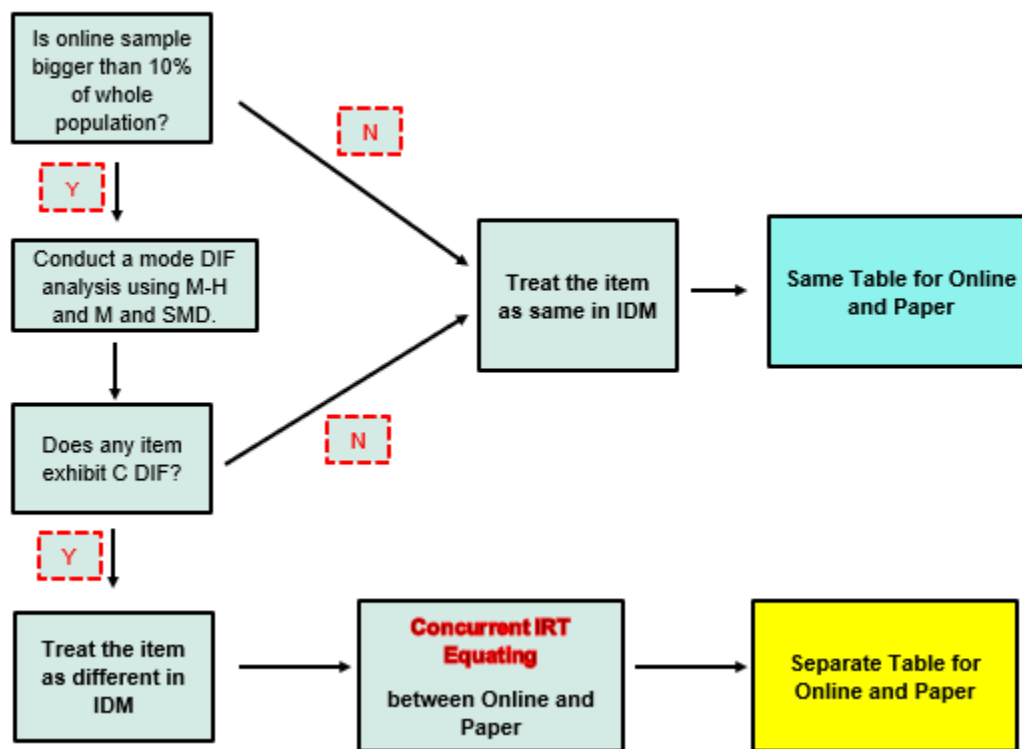 Is online sample
bigger than 10%
of whole
population?
N
Y
Conduct a mode DIF
analysis using M-H
and M and SMD.
Treat the item
as same in IDM
Same Table for Online
and Paper
Does any item
exhibit C DIF?
N
Y
Treat the item
as different in
IDM
Concurrent IRT
Equating
between Online and
Paper
Separate Table for
Online and Paper